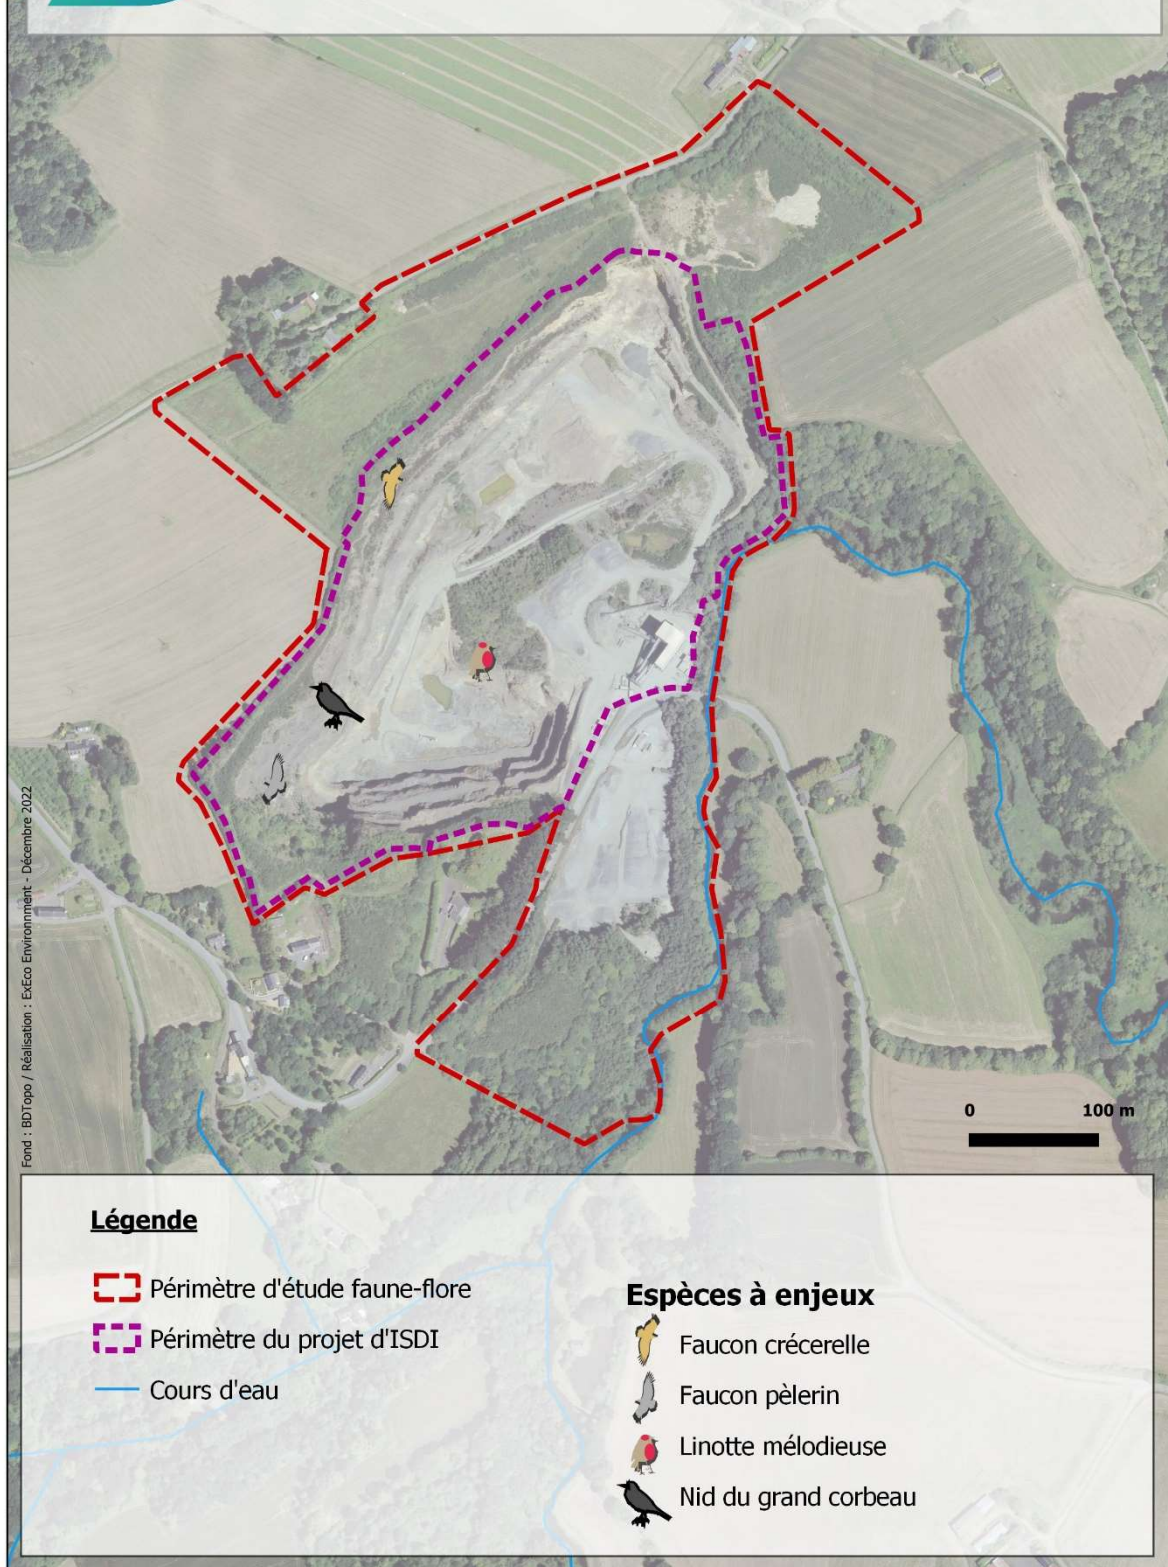 Fond : BDTopo / Réalisation : ExEco Environnment - Décembre 2022
0 100 m
Légende
Périmètre d'étude faune-flore
Périmètre du projet d'ISDI
Cours d'eau
Espèces à enjeux
Faucon crécerelle
Faucon pèlerin
Linotte mélodieuse
Nid du grand corbeau